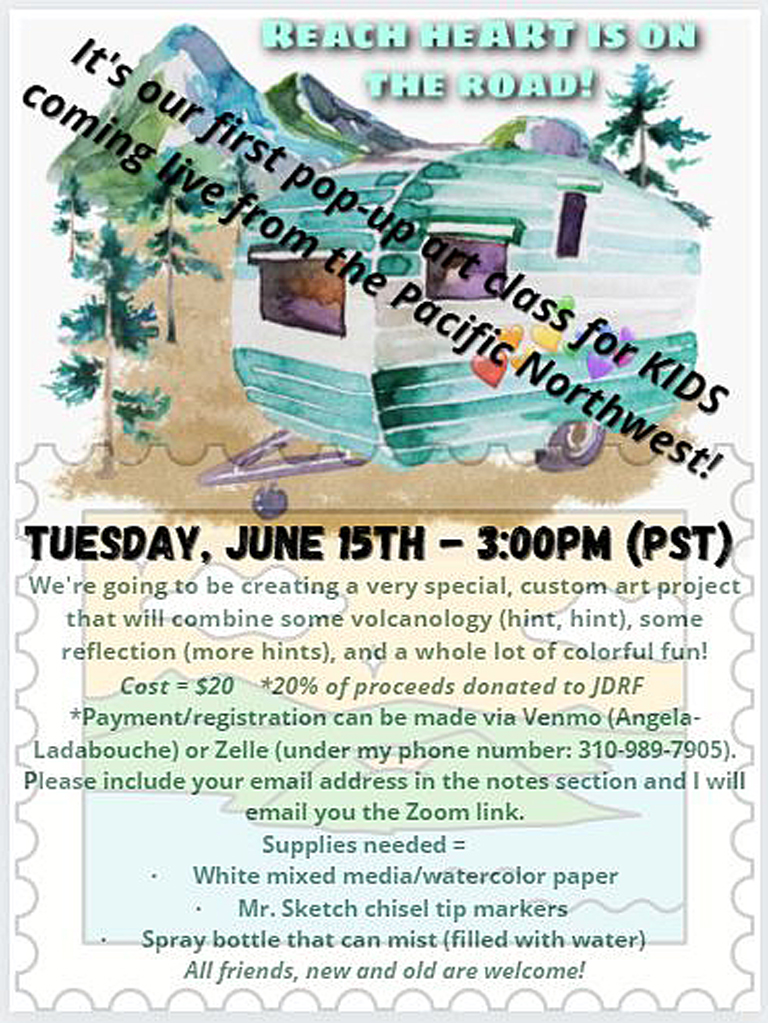 REACH HEART IS ON
THE ROAD!
It's our first pop-up art class for KIDS
coming live from the Pacific Northwest!
TUESDAY, JUNE 15TH - 3:00PM (PST)
We're going to be creating a very special, custom art project
that will combine some volcanology (hint, hint), some
reflection (more hints), and a whole lot of colorful fun!
Cost = $20 *20% of proceeds donated to JDRF
*Payment/registration can be made via Venmo (Angela-
Ladabouche) or Zelle (under my phone number: 310-989-7905).
Please include your email address in the notes section and I will
email you the Zoom link.
Supplies needed =
· White mixed media/watercolor paper
· Mr. Sketch chisel tip markers
· Spray bottle that can mist (filled with water)
All friends, new and old are welcome!